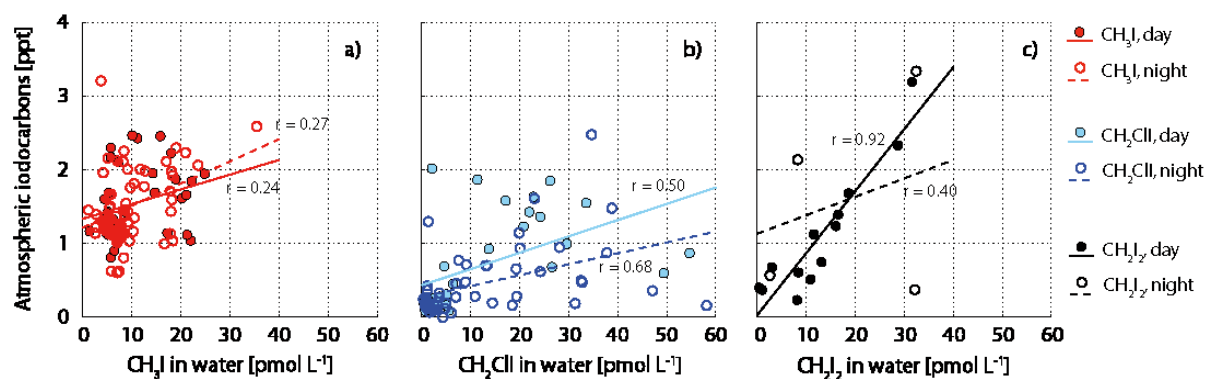 Atmospheric iodocarbons [ppt]
4
3
2
1
0
a)
r = 0.27
r = 0.24
0 10 20 30 40 50 60
CH₃I in water [pmol L⁻¹]
b)
r = 0.50
r = 0.68
0 10 20 30 40 50 60
CH₂ClI in water [pmol L⁻¹]
c)
r = 0.92
r = 0.40
0 10 20 30 40 50 60
CH₂I₂ in water [pmol L⁻¹]
CH₃I, day
CH₃I, night
CH₂ClI, day
CH₂ClI, night
CH₂I₂, day
CH₂I₂, night